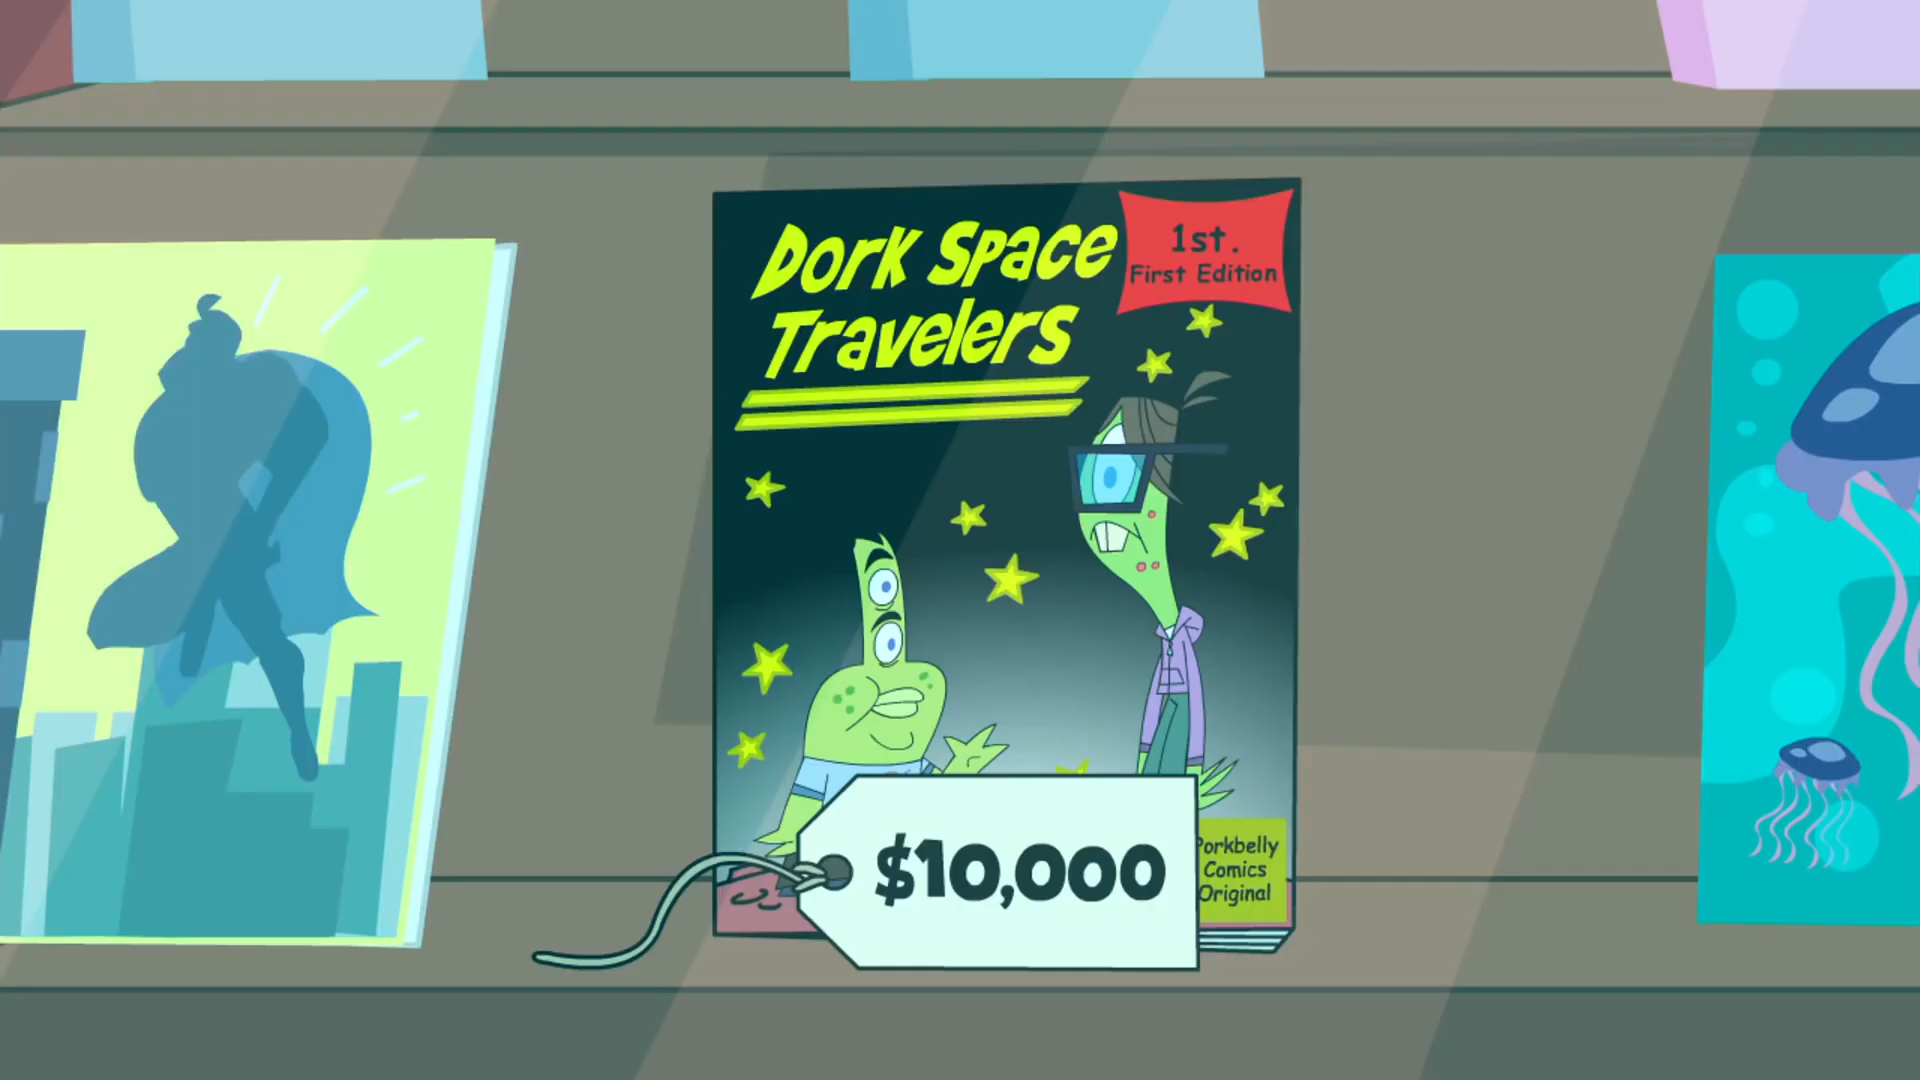 Dork Space
Travelers
1st.
First Edition
$10,000
Porkbelly
Comics
Original